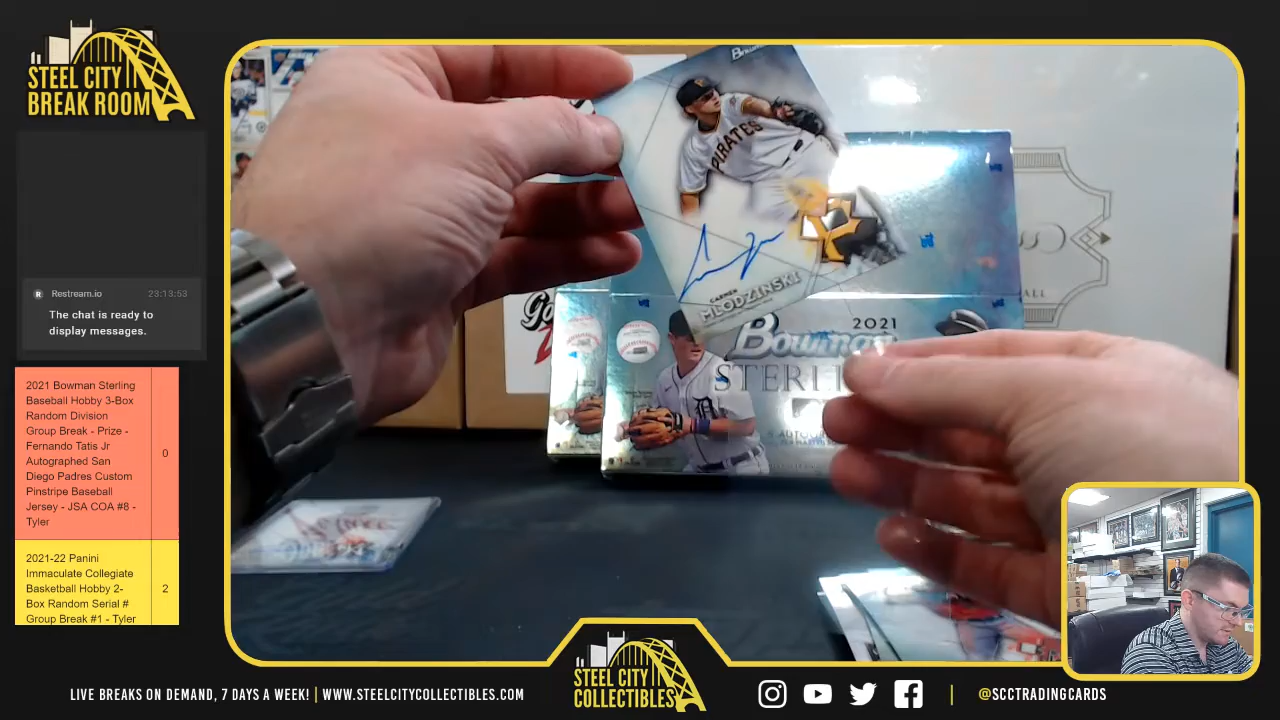 STEEL CITY
BREAK ROOM
Restream.io
23:13:53
The chat is ready to
display messages.
2021 Bowman Sterling
Baseball Hobby 3-Box
Random Division
Group Break - Prize -
Fernando Tatis Jr
Autographed San
Diego Padres Custom
Pinstripe Baseball
Jersey - JSA COA #8 -
Tyler
0
2021-22 Panini
Immaculate Collegiate
Basketball Hobby 2-
Box Random Serial #
Group Break #1 - Tyler
2
PIRATES
CARMEN
MLODZINSKI
2021
Bowman
LIVE BREAKS ON DEMAND, 7 DAYS A WEEK! | WWW.STEELCITYCOLLECTIBLES.COM
STEEL CITY
COLLECTIBLES
@SCCTRADINGCARDS